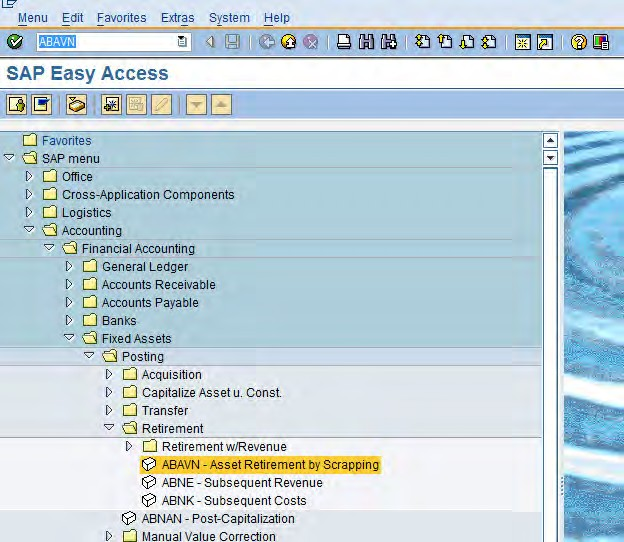 Menu Edit Favorites Extras System Help
ABAVN
SAP Easy Access
Favorites
SAP menu
Office
Cross-Application Components
Logistics
Accounting
Financial Accounting
General Ledger
Accounts Receivable
Accounts Payable
Banks
Fixed Assets
Posting
Acquisition
Capitalize Asset u. Const.
Transfer
Retirement
Retirement w/Revenue
ABAVN - Asset Retirement by Scrapping
ABNE - Subsequent Revenue
ABNK - Subsequent Costs
ABNAN - Post-Capitalization
Manual Value Correction